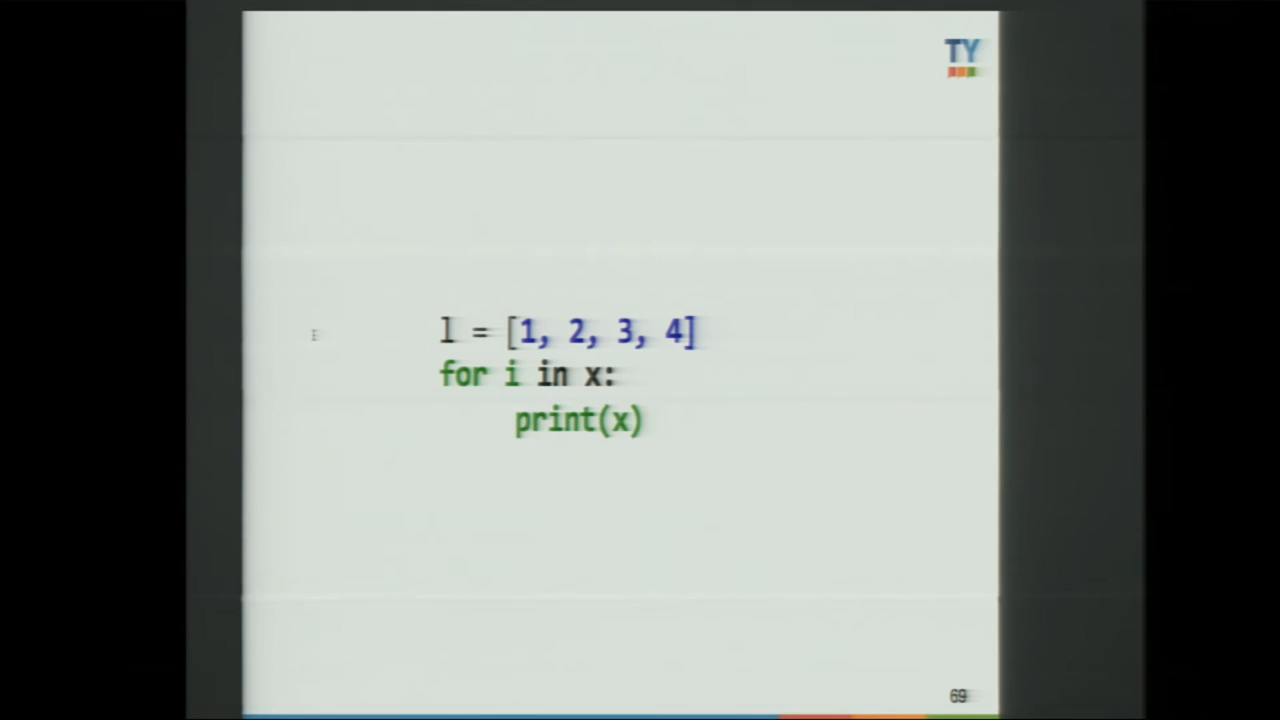 TY
l = [1, 2, 3, 4]
for i in x:
print(x)
69